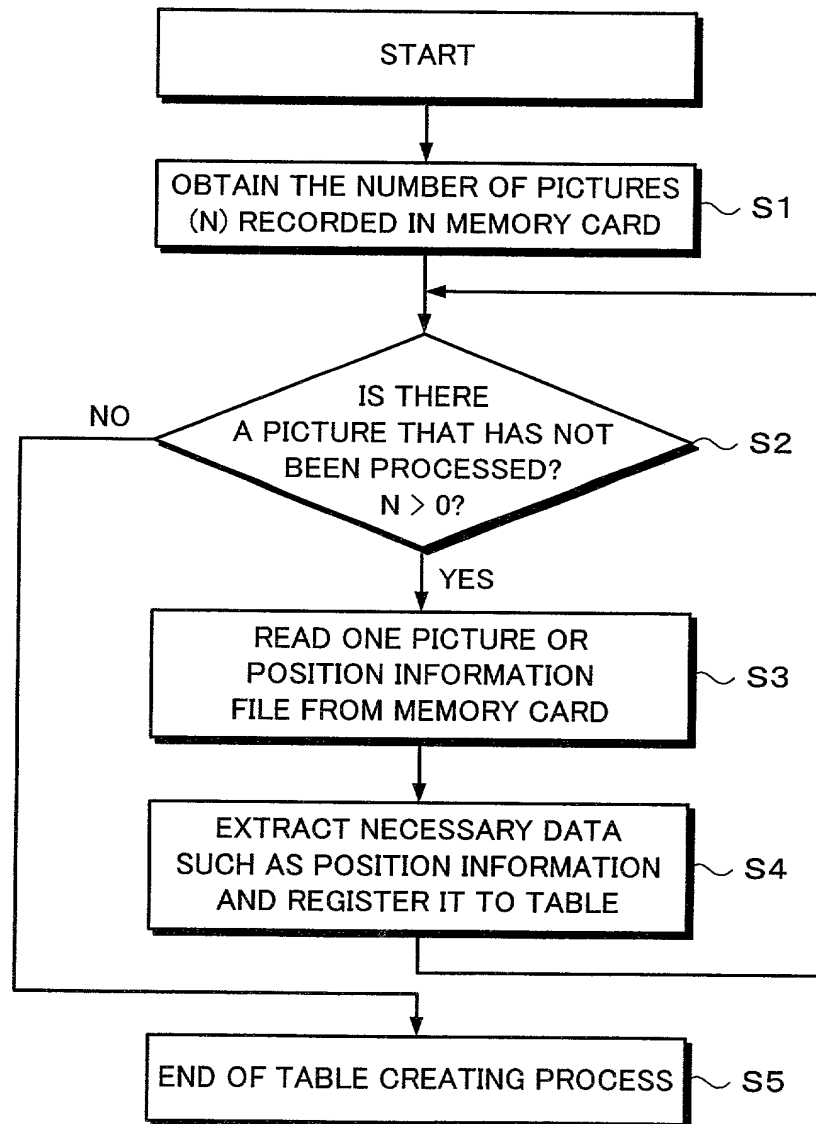 START
OBTAIN THE NUMBER OF PICTURES
(N) RECORDED IN MEMORY CARD
S1
NO
IS THERE
A PICTURE THAT HAS NOT
BEEN PROCESSED?
N > 0?
S2
YES
READ ONE PICTURE OR
POSITION INFORMATION
FILE FROM MEMORY CARD
S3
EXTRACT NECESSARY DATA
SUCH AS POSITION INFORMATION
AND REGISTER IT TO TABLE
S4
END OF TABLE CREATING PROCESS
S5